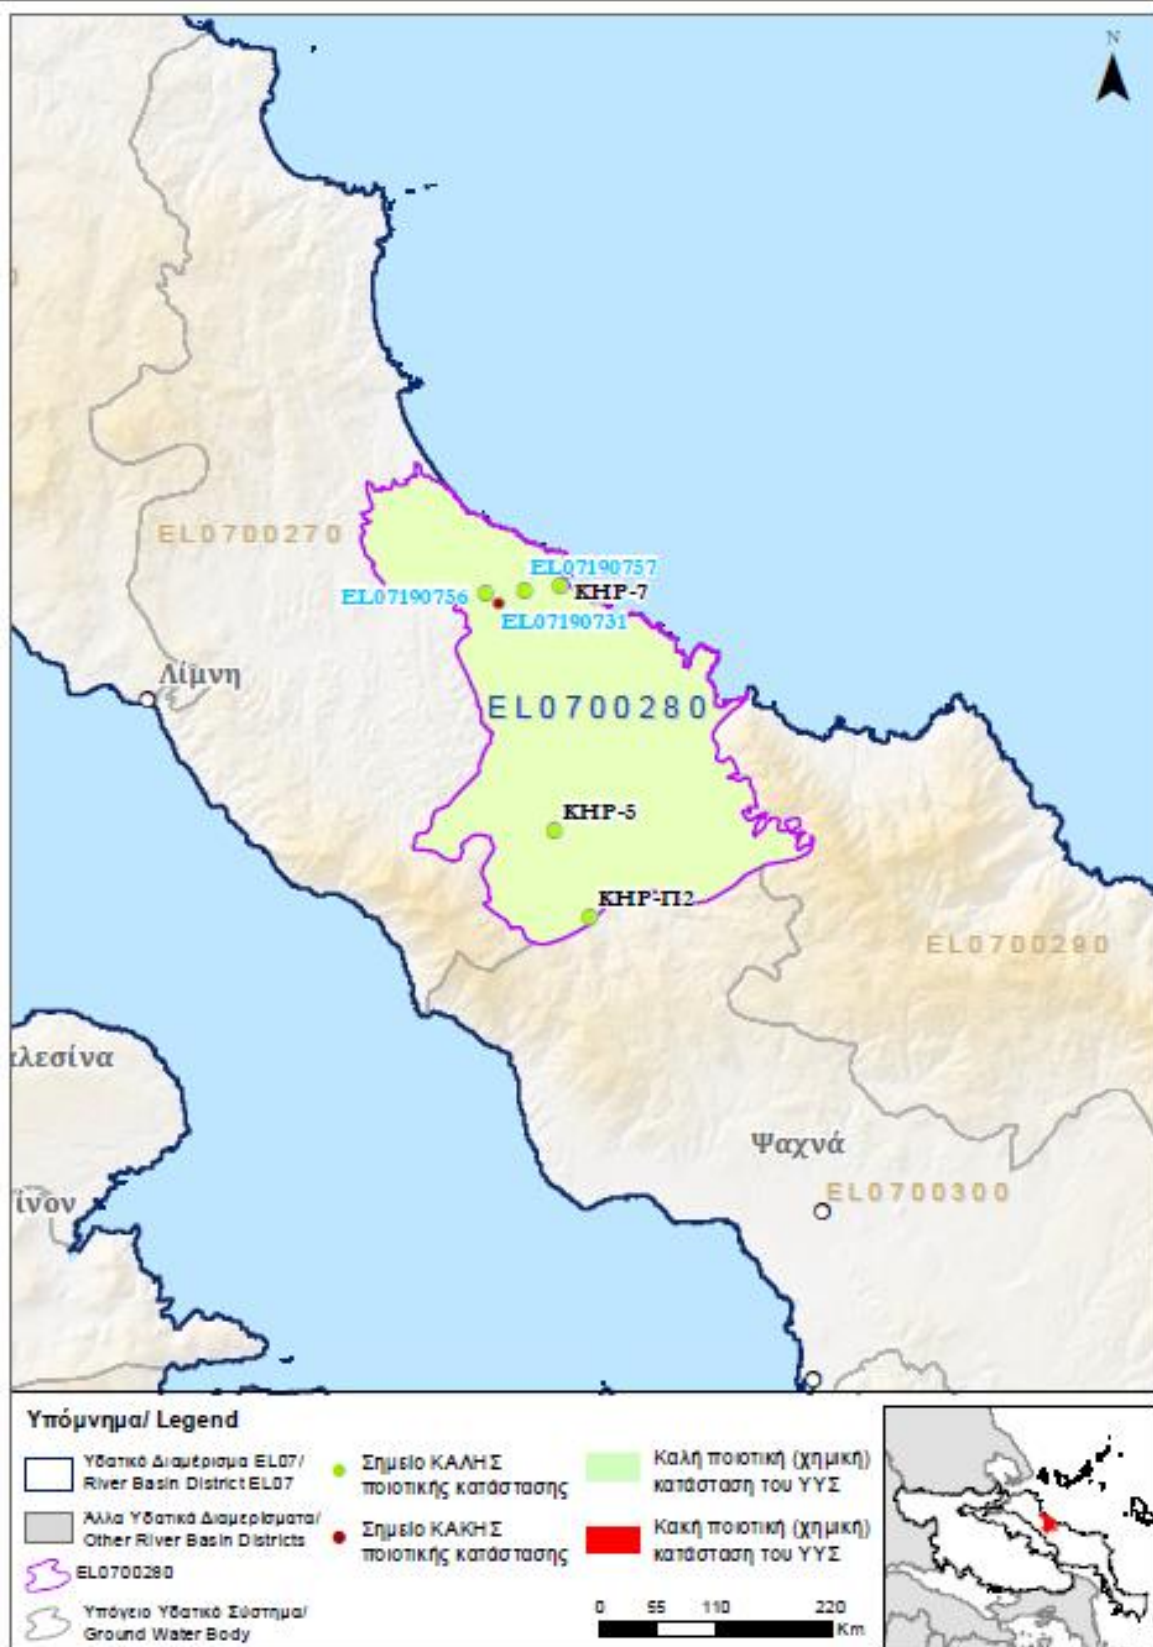 N
EL0700270
EL07190757
EL07190756
ΚΗΡ-7
EL07190731
Λίμνη
EL0700280
ΚΗΡ-5
ΚΗΡ-Π2
EL0700290
λεσίνα
Ψαχνά
ϊνον
EL0700300
Υπόμνημα/ Legend
Υδατικό Διαμέρισμα EL07/
River Basin District EL07
Άλλα Υδατικά Διαμερίσματα/
Other River Basin Districts
EL0700280
Υπόγειο Υδατικό Σύστημα/
Ground Water Body
Σημείο ΚΑΛΗΣ
ποιοτικής κατάστασης
Σημείο ΚΑΚΗΣ
ποιοτικής κατάστασης
Καλή ποιοτική (χημική)
κατάσταση του ΥΥΣ
Κακή ποιοτική (χημική)
κατάσταση του ΥΥΣ
0 55 110 220
Km